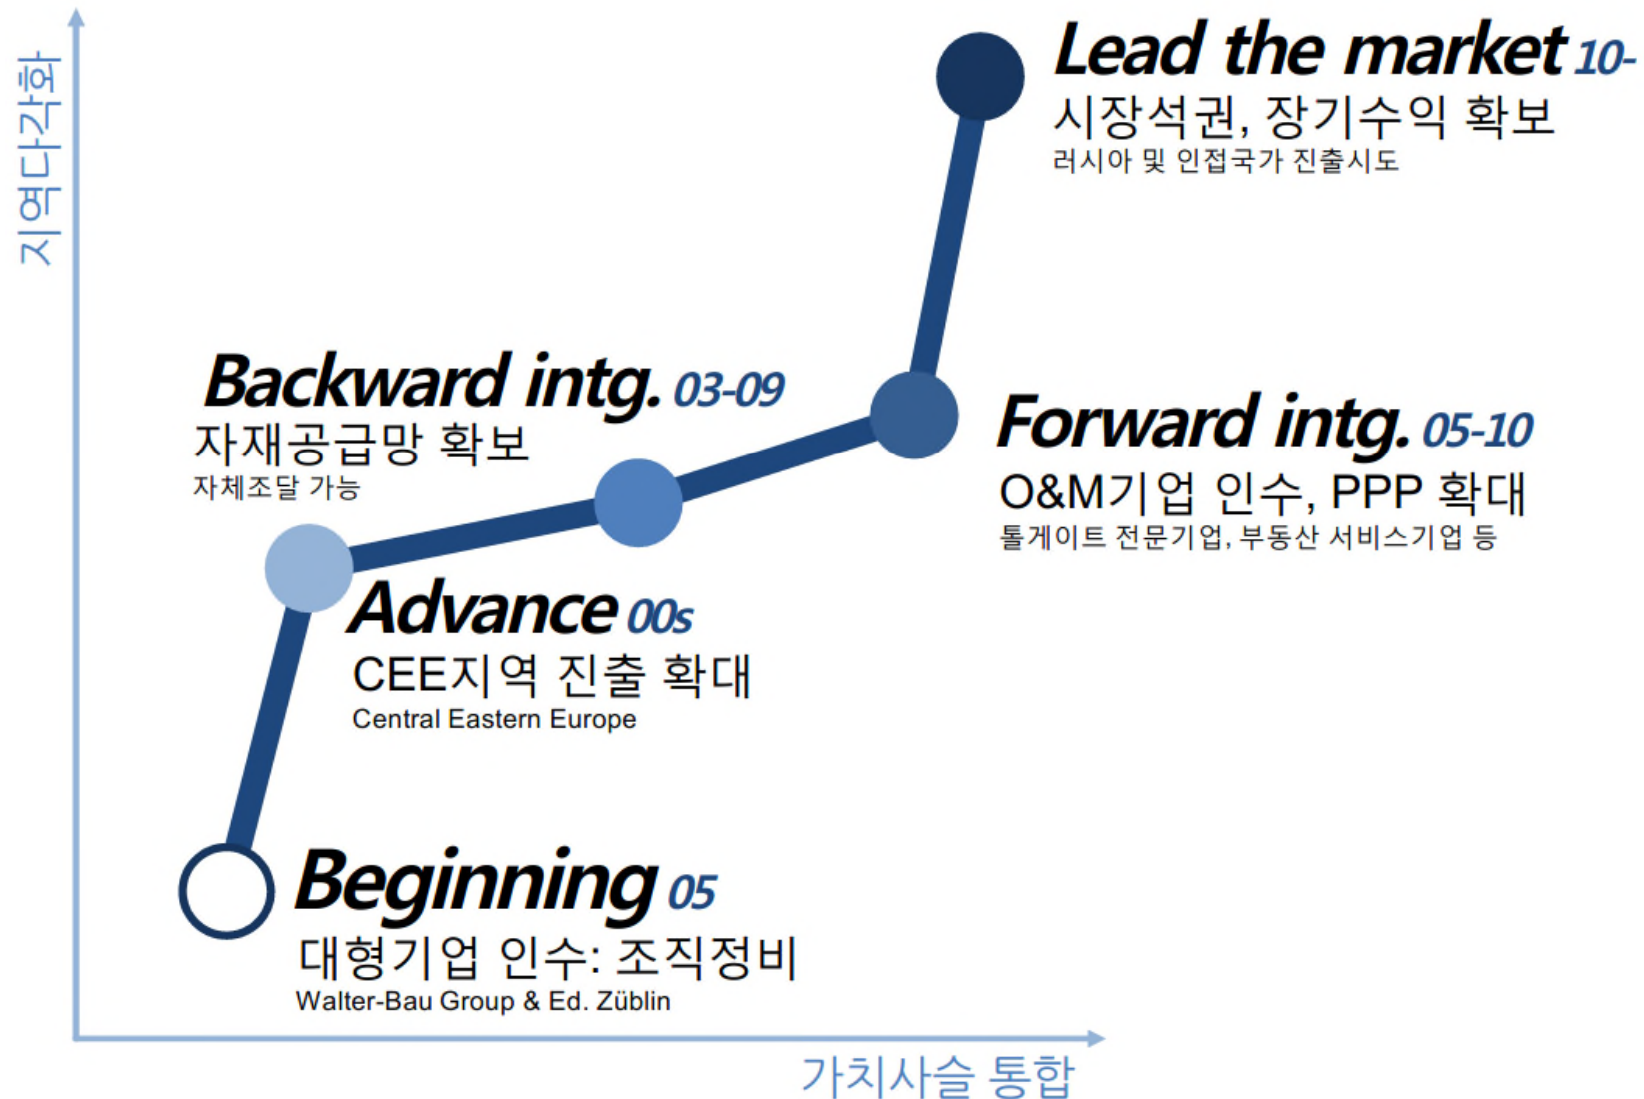 지역다각화
Lead the market 10-
시장석권, 장기수익 확보
러시아 및 인접국가 진출시도
Backward intg. 03-09
자재공급망 확보
자체조달 가능
Forward intg. 05-10
O&M기업 인수, PPP 확대
톨게이트 전문기업, 부동산 서비스기업 등
Advance 00s
CEE지역 진출 확대
Central Eastern Europe
Beginning 05
대형기업 인수: 조직정비
Walter-Bau Group & Ed. Züblin
가치사슬 통합